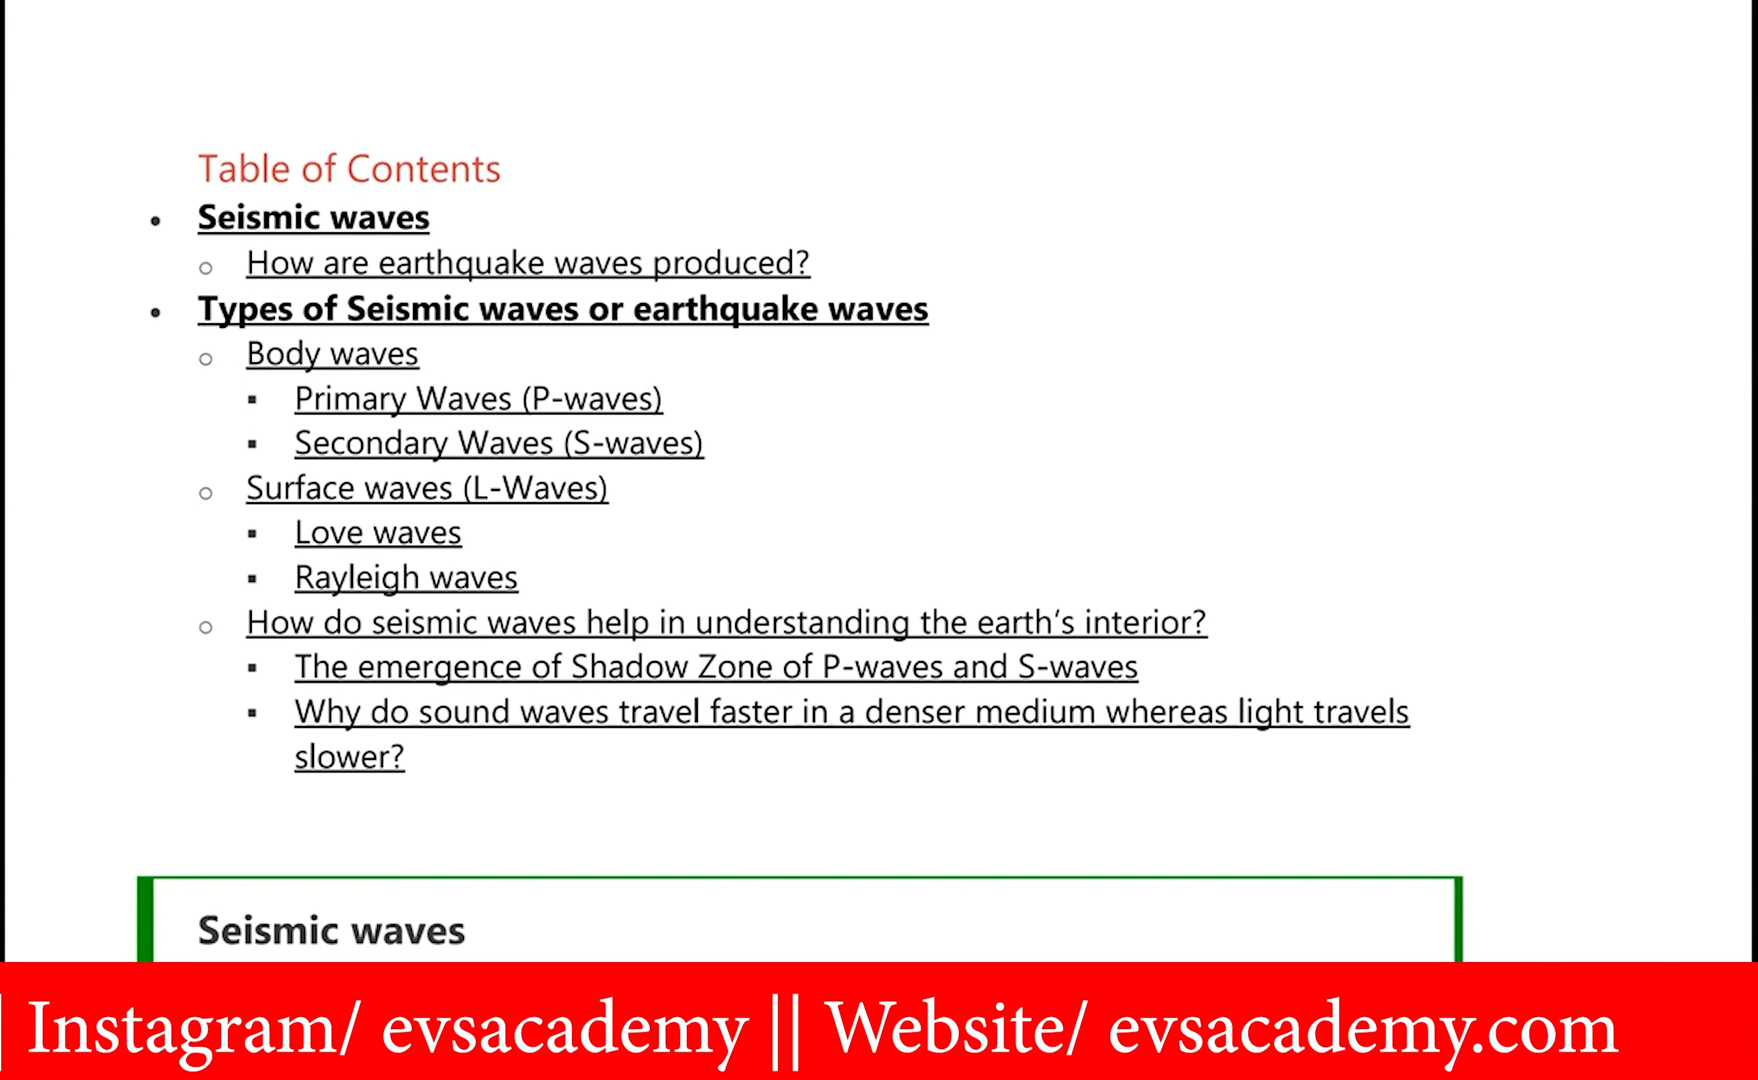 Table of Contents
• Seismic waves
○ How are earthquake waves produced?
• Types of Seismic waves or earthquake waves
○ Body waves
▪ Primary Waves (P-waves)
▪ Secondary Waves (S-waves)
○ Surface waves (L-Waves)
▪ Love waves
▪ Rayleigh waves
○ How do seismic waves help in understanding the earth’s interior?
▪ The emergence of Shadow Zone of P-waves and S-waves
▪ Why do sound waves travel faster in a denser medium whereas light travels
slower?
Seismic waves
| Instagram/ evsacademy || Website/ evsacademy.com